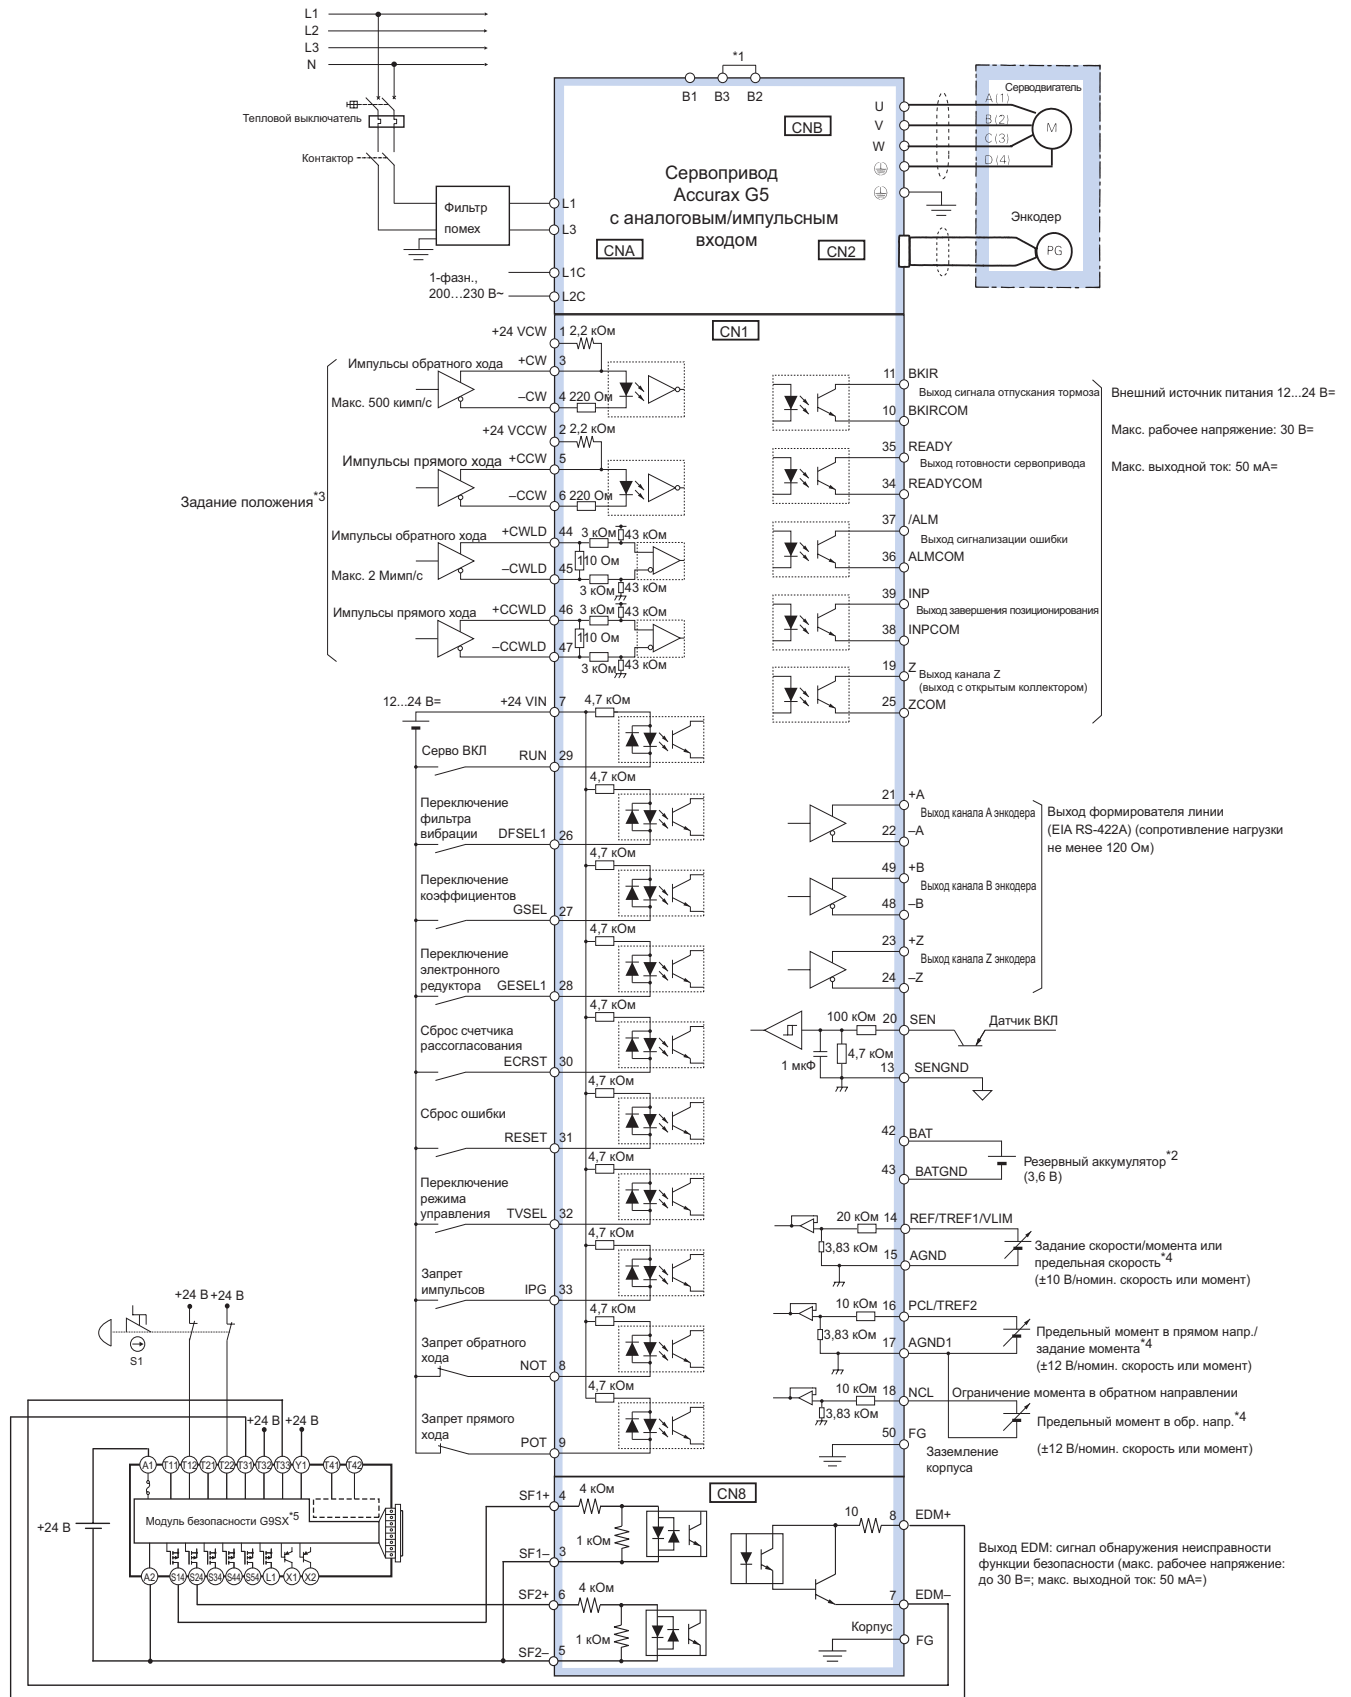 L1
L2
L3
N
Тепловой выключатель
Контактор
Фильтр
помех
*1
B1 B3 B2
CNB
Сервопривод
Accurax G5
с аналоговым/импульсным
входом
CNA
CN2
L1
L3
L1C
L2C
1-фазн.,
200…230 В~
U
V
W
Серводвигатель
A (1)
B (2)
C (3)
D (4)
M
Энкодер
PG
CN1
+24 VCW 1 2,2 кОм
Импульсы обратного хода +CW 3
Макс. 500 кимп/с –CW 4 220 Ом
+24 VCCW 2 2,2 кОм
Импульсы прямого хода +CCW 5
–CCW 6 220 Ом
Задание положения*3
Импульсы обратного хода +CWLD 44 3 кОм 43 кОм
110 Ом
Макс. 2 Мимп/с –CWLD 45
3 кОм 43 кОм
Импульсы прямого хода +CCWLD 46 3 кОм 43 кОм
110 Ом
–CCWLD 47
3 кОм 43 кОм
12...24 В= +24 VIN 7 4,7 кОм
Серво ВКЛ
RUN 29
4,7 кОм
Переключение
фильтра
вибрации DFSEL1 26
4,7 кОм
Переключение
коэффициентов
GSEL 27
4,7 кОм
Переключение
электронного
редуктора GESEL1 28
4,7 кОм
Сброс счетчика
рассогласования
ECRST 30
4,7 кОм
Сброс ошибки
RESET 31
4,7 кОм
Переключение
режима
управления TVSEL 32
4,7 кОм
Запрет
импульсов IPG 33
4,7 кОм
Запрет обратного
хода
NOT 8
4,7 кОм
Запрет прямого
хода
POT 9
11 BKIR
Выход сигнала отпускания тормоза
10 BKIRCOM
35 READY
Выход готовности сервопривода
34 READYCOM
37 /ALM
Выход сигнализации ошибки
36 ALMCOM
39 INP
Выход завершения позиционирования
38 INPCOM
19 Z
Выход канала Z
(выход с открытым коллектором)
25 ZCOM
Внешний источник питания 12...24 В=
Макс. рабочее напряжение: 30 В=
Макс. выходной ток: 50 мА=
21 +A
Выход канала A энкодера
22 –A
49 +B
Выход канала B энкодера
48 –B
23 +Z
Выход канала Z энкодера
24 –Z
Выход формирователя линии
(EIA RS-422A) (сопротивление нагрузки
не менее 120 Ом)
100 кОм 20 SEN
Датчик ВКЛ
1 мкФ 4,7 кОм
13 SENGND
42 BAT
43 BATGND
Резервный аккумулятор*2
(3,6 В)
20 кОм 14 REF/TREF1/VLIM
3,83 кОм 15 AGND
Задание скорости/момента или
предельная скорость*4
(±10 В/номин. скорость или момент)
10 кОм 16 PCL/TREF2
3,83 кОм 17 AGND1
Предельный момент в прямом напр./
задание момента*4
(±12 В/номин. скорость или момент)
10 кОм 18 NCL
Ограничение момента в обратном направлении
3,83 кОм
Предельный момент в обр. напр.*4
(±12 В/номин. скорость или момент)
50 FG
Заземление
корпуса
+24 В +24 В
S1
+24 В +24 В
A1 T11 T12 T21 T22 T31 T32 T33 Y1 T41 T42
Модуль безопасности G9SX*5
+24 В
A2 S14 S24 S34 S44 S54 L1 X1 X2
CN8
SF1+ 4 4 кОм
1 кОм
SF1– 3
SF2+ 6 4 кОм
1 кОм
SF2– 5
10 8 EDM+
7 EDM–
Корпус
FG
Выход EDM: сигнал обнаружения неисправности
функции безопасности (макс. рабочее напряжение:
до 30 В=; макс. выходной ток: 50 мА=)